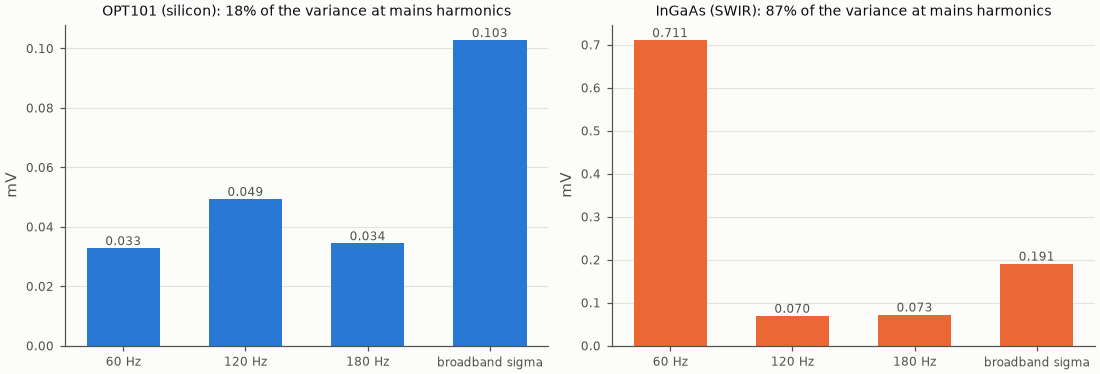 OPT101 (silicon): 18% of the variance at mains harmonics
mV
0.10
0.08
0.06
0.04
0.02
0.00
0.033
0.049
0.034
0.103
60 Hz
120 Hz
180 Hz
broadband sigma
InGaAs (SWIR): 87% of the variance at mains harmonics
mV
0.7
0.6
0.5
0.4
0.3
0.2
0.1
0.0
0.711
0.070
0.073
0.191
60 Hz
120 Hz
180 Hz
broadband sigma